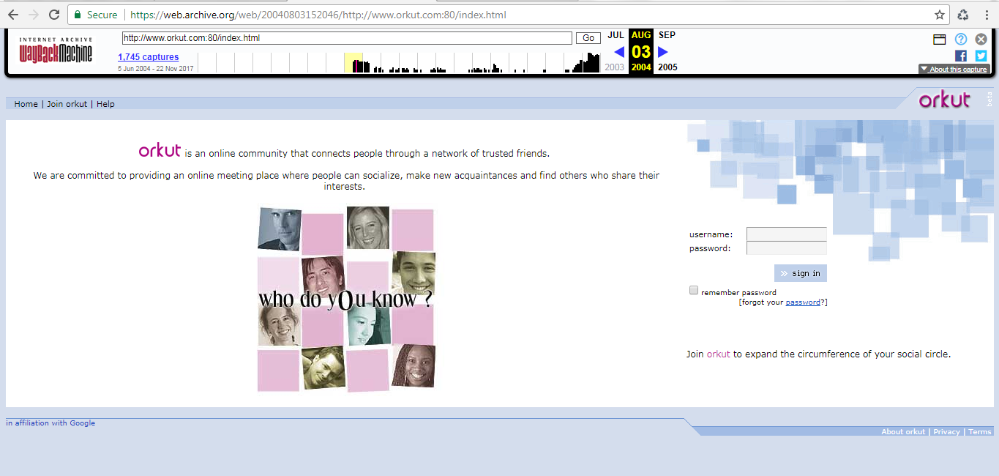 Secure
https://web.archive.org/web/20040803152046/http://www.orkut.com:80/index.html
INTERNET ARCHIVE
WayBackMachine
http://www.orkut.com:80/index.html
Go
1,745 captures
5 Jun 2004 - 22 Nov 2017
JUL AUG SEP
03
2003 2004 2005
About this capture
Home | Join orkut | Help
orkut
beta
orkut is an online community that connects people through a network of trusted friends.
We are committed to providing an online meeting place where people can socialize, make new acquaintances and find others who share their
interests.
who do yOu know ?
username:
password:
» sign in
remember password
[forgot your password?]
Join orkut to expand the circumference of your social circle.
in affiliation with Google
About orkut | Privacy | Terms